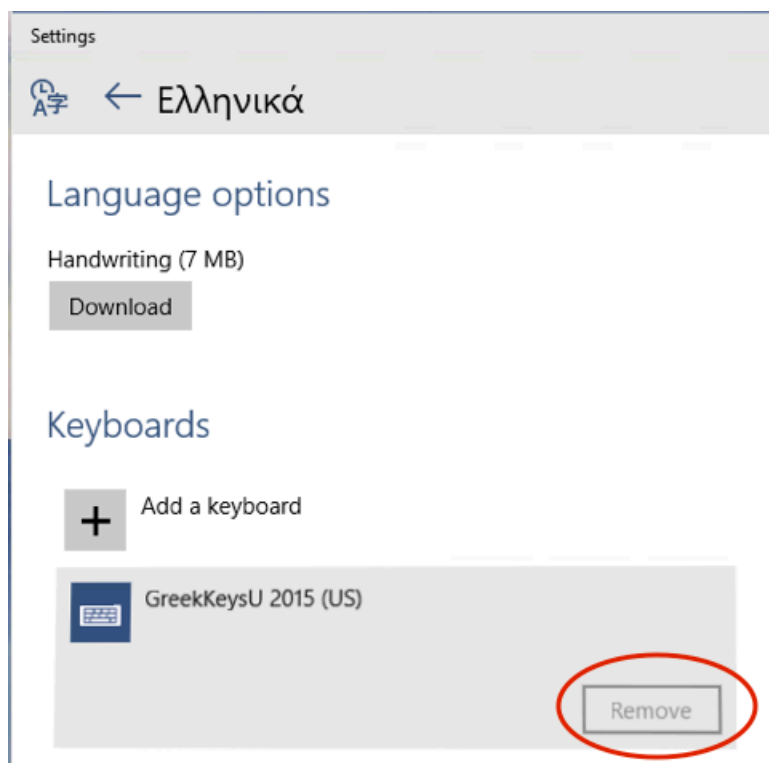 Settings
Ελληνικά
Language options
Handwriting (7 MB)
Download
Keyboards
Add a keyboard
GreekKeysU 2015 (US)
Remove